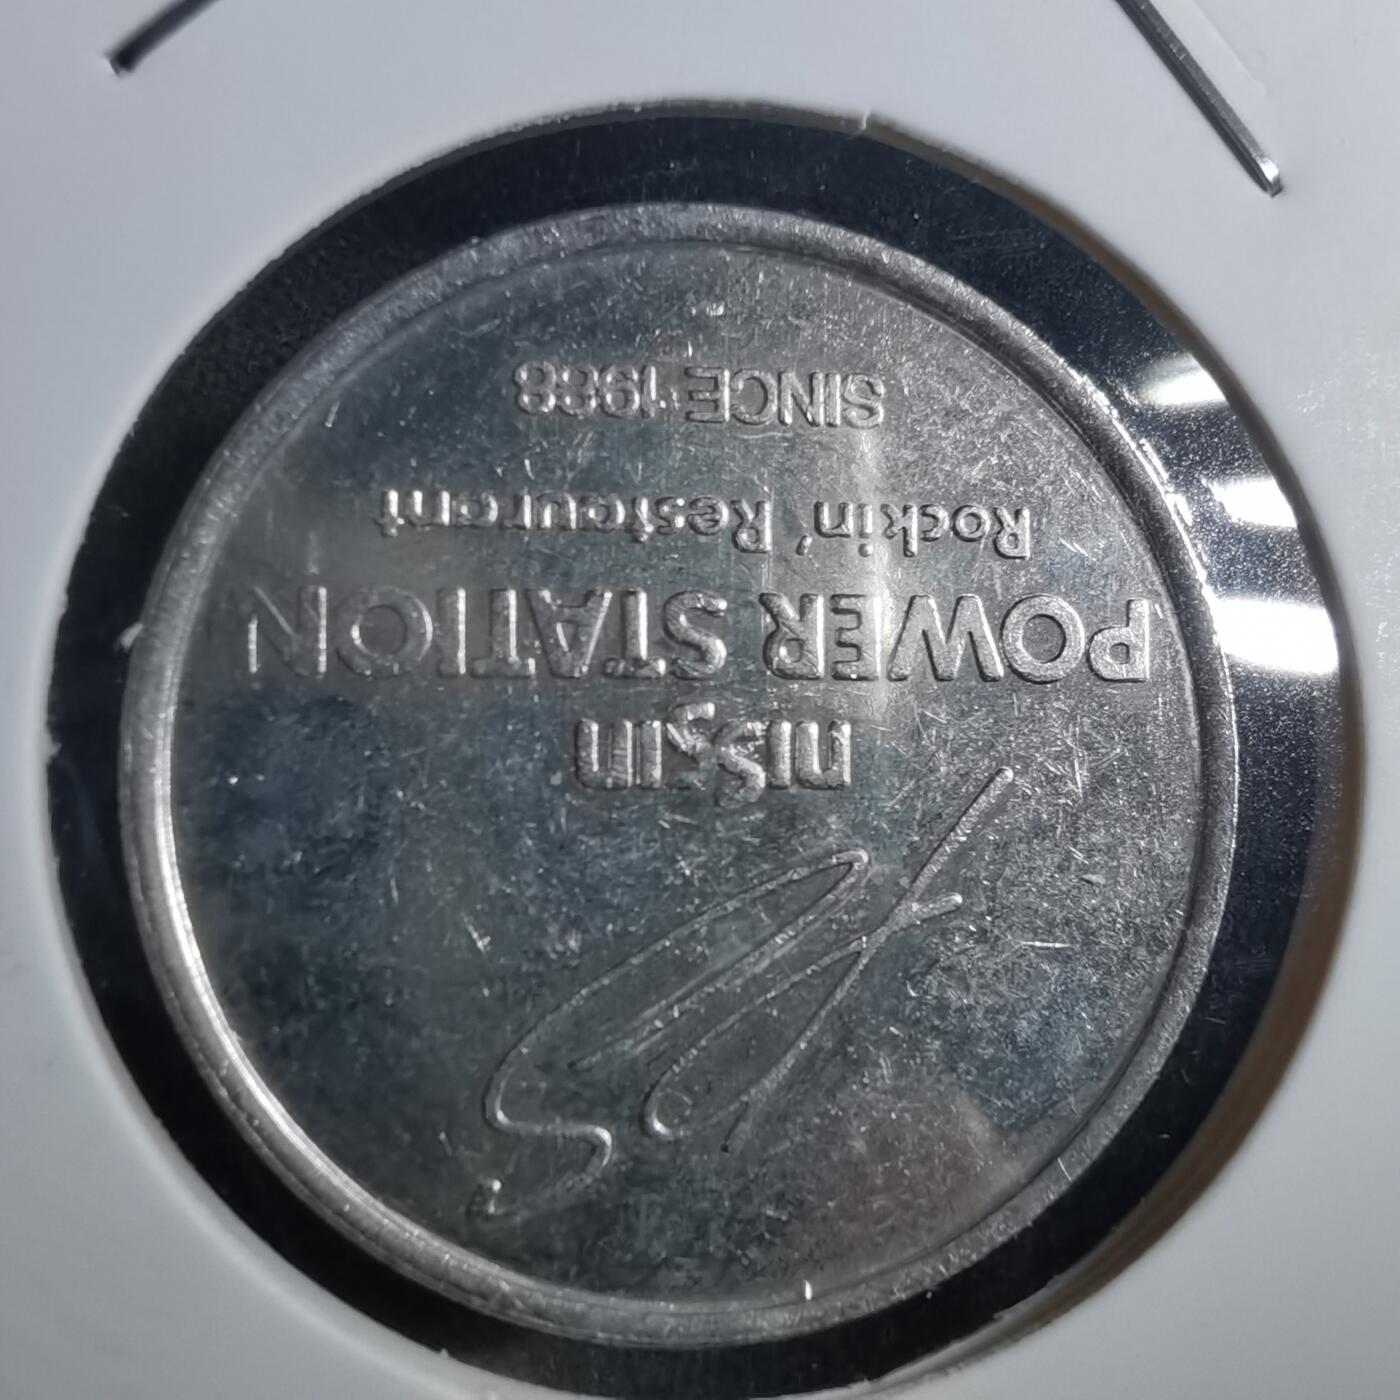 nissin
POWER STATION
Rockin' Restaurant
SINCE 1988